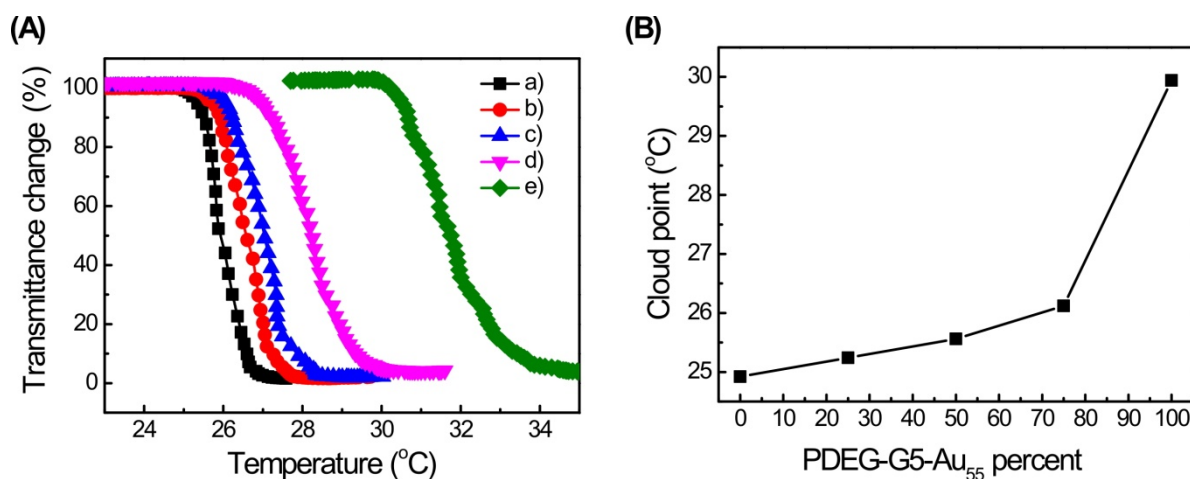 (A)
Transmittance change (%)
100
80
60
40
20
0
24 26 28 30 32 34
Temperature (°C)
a)
b)
c)
d)
e)
(B)
Cloud point (°C)
30
29
28
27
26
25
0 10 20 30 40 50 60 70 80 90 100
PDEG-G5-Au₅₅ percent